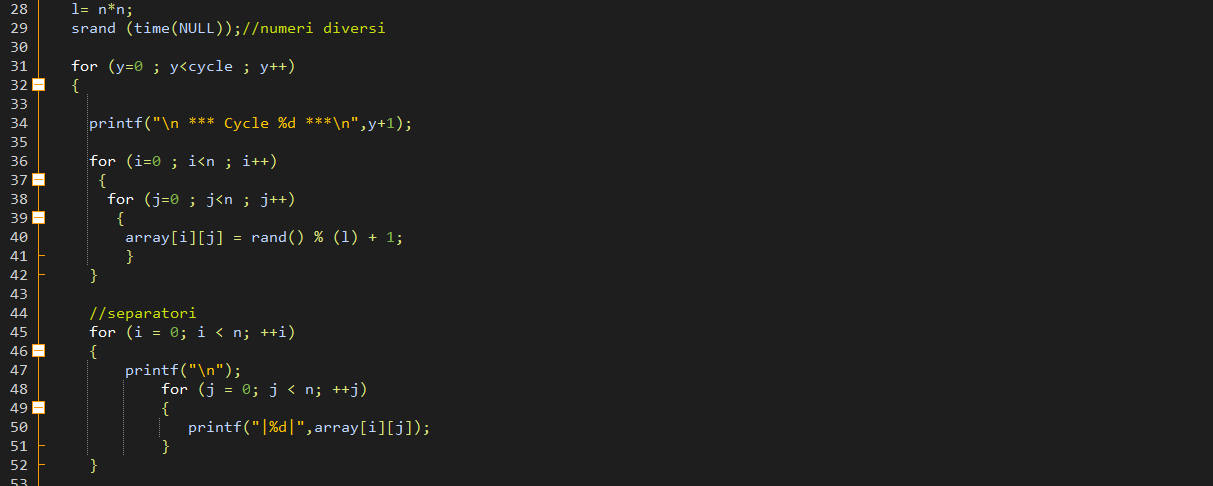 28 l= n*n;
29 srand (time(NULL));//numeri diversi
30
31 for (y=0 ; y<cycle ; y++)
32 {
33
34 printf("\n *** Cycle %d ***\n",y+1);
35
36 for (i=0 ; i<n ; i++)
37 {
38 for (j=0 ; j<n ; j++)
39 {
40 array[i][j] = rand() % (l) + 1;
41 }
42 }
43
44 //separatori
45 for (i = 0; i < n; ++i)
46 {
47 printf("\n");
48 for (j = 0; j < n; ++j)
49 {
50 printf("|%d|",array[i][j]);
51 }
52 }
53